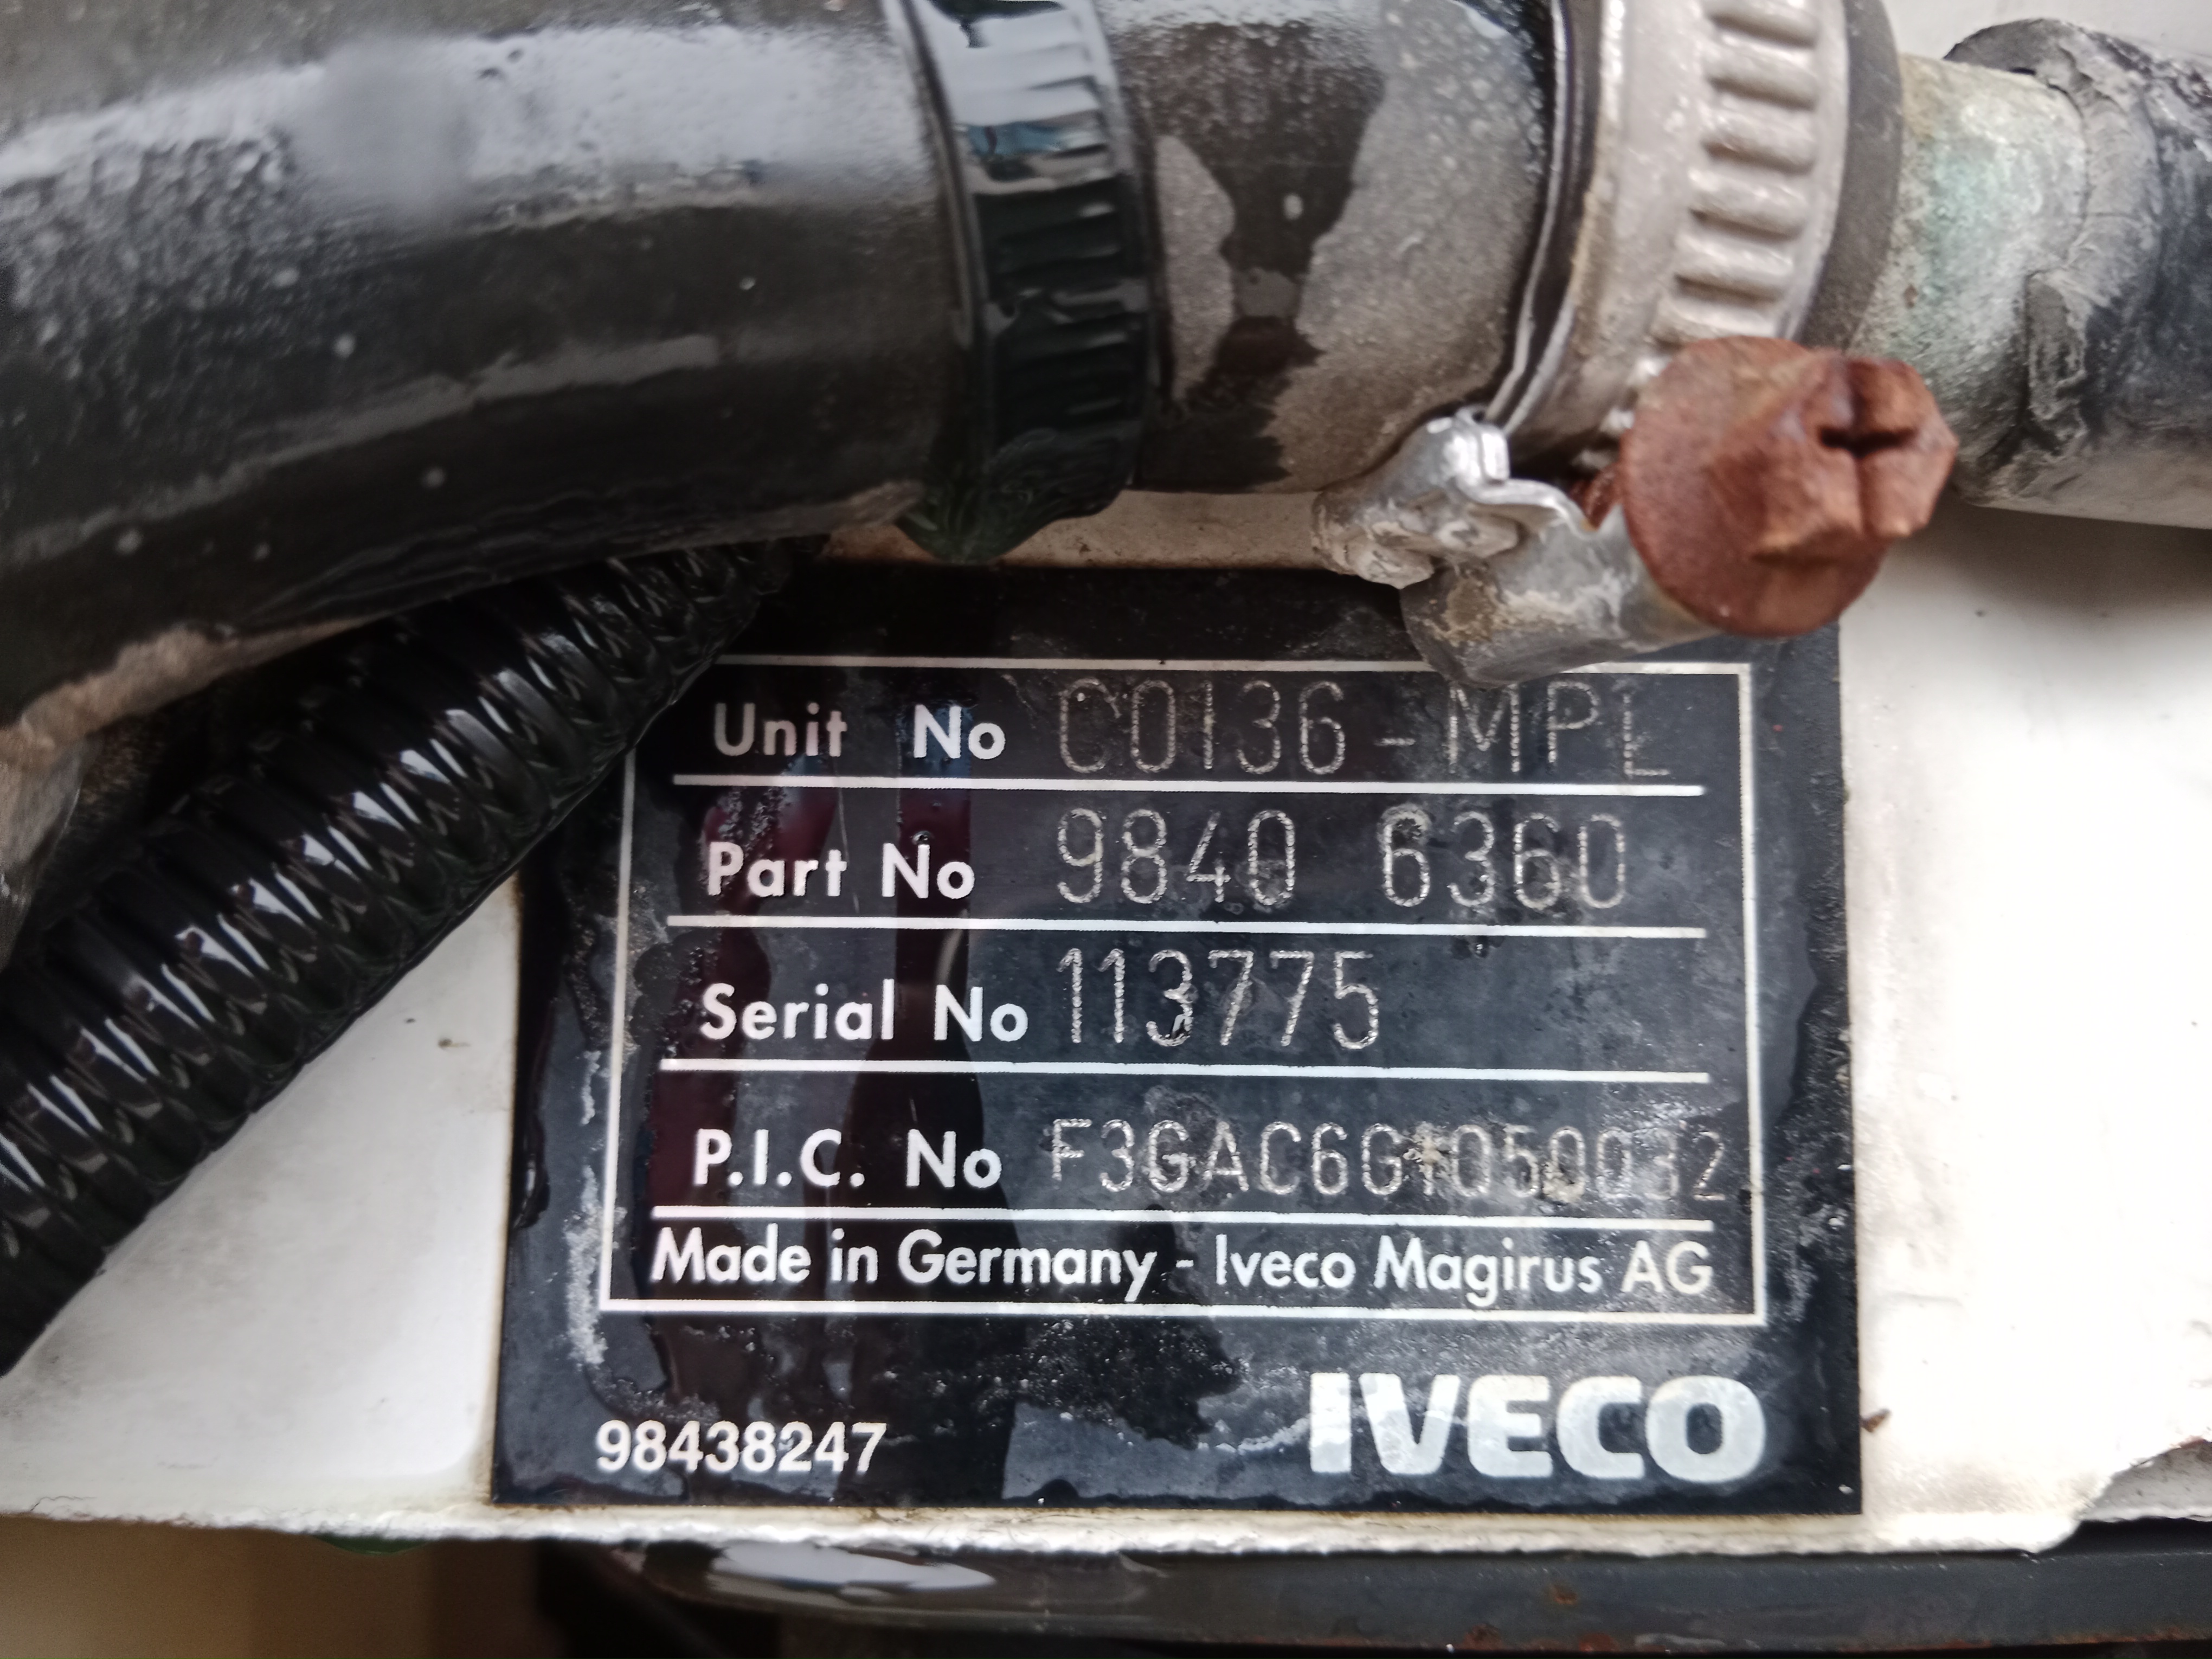 Unit No C0136-MPL
Part No 9840 6360
Serial No 113775
P.I.C. No
Made in Germany - Iveco Magirus AG
IVECO
98438247